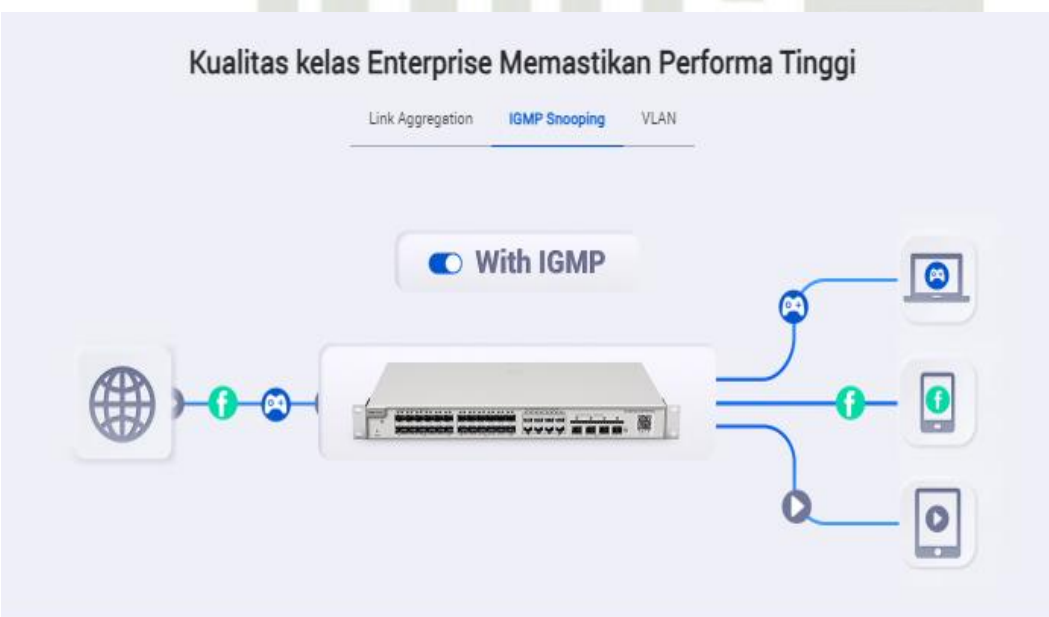 Kualitas kelas Enterprise Memastikan Performa Tinggi
Link Aggregation IGMP Snooping VLAN
With IGMP